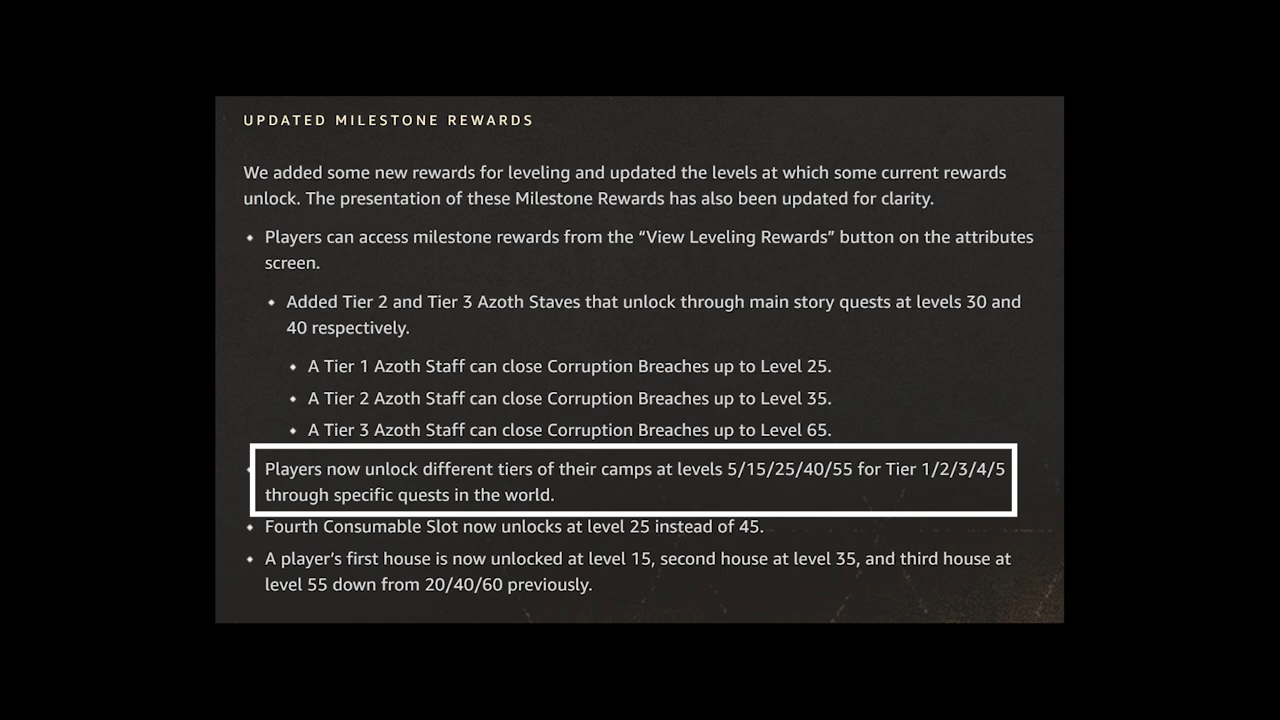 UPDATED MILESTONE REWARDS
We added some new rewards for leveling and updated the levels at which some current rewards
unlock. The presentation of these Milestone Rewards has also been updated for clarity.
Players can access milestone rewards from the “View Leveling Rewards” button on the attributes
screen.
Added Tier 2 and Tier 3 Azoth Staves that unlock through main story quests at levels 30 and
40 respectively.
A Tier 1 Azoth Staff can close Corruption Breaches up to Level 25.
A Tier 2 Azoth Staff can close Corruption Breaches up to Level 35.
A Tier 3 Azoth Staff can close Corruption Breaches up to Level 65.
Players now unlock different tiers of their camps at levels 5/15/25/40/55 for Tier 1/2/3/4/5
through specific quests in the world.
Fourth Consumable Slot now unlocks at level 25 instead of 45.
A player’s first house is now unlocked at level 15, second house at level 35, and third house at
level 55 down from 20/40/60 previously.